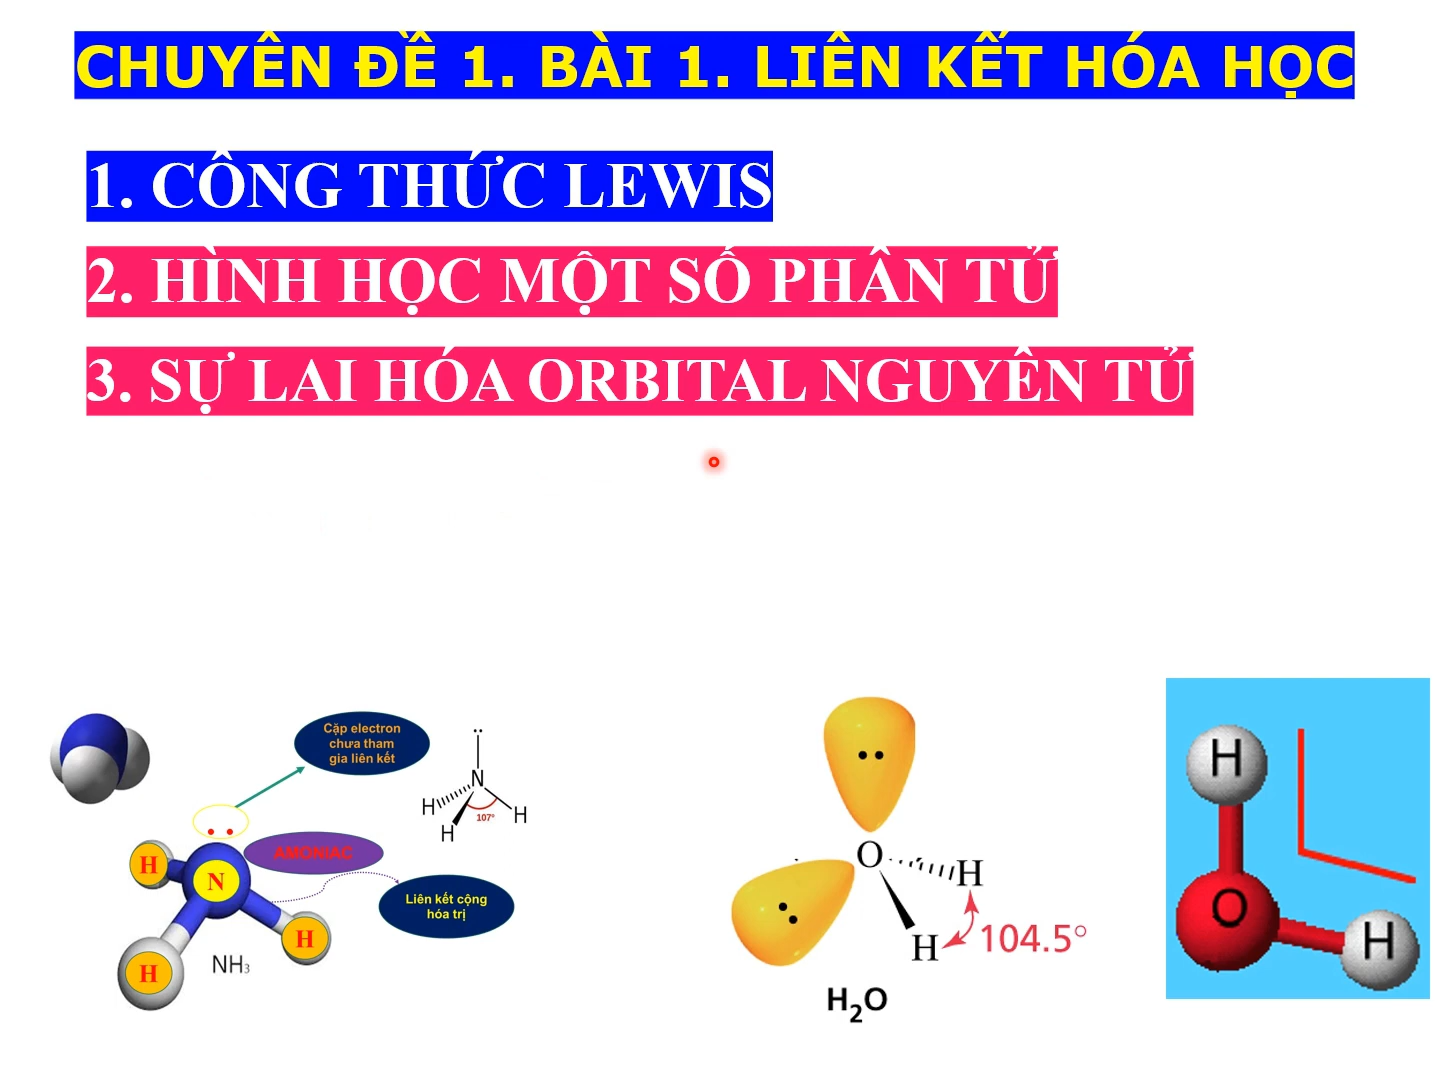 CHUYÊN ĐỀ 1. BÀI 1. LIÊN KẾT HÓA HỌC
1. CÔNG THỨC LEWIS
2. HÌNH HỌC MỘT SỐ PHÂN TỬ
3. SỰ LAI HÓA ORBITAL NGUYÊN TỬ
Cặp electron
chưa tham
gia liên kết
N
H
H
H
107°
AMONIAC
H
N
H
H
Liên kết cộng
hóa trị
NH₃
O
H
H
104.5°
H₂O
H
O
H